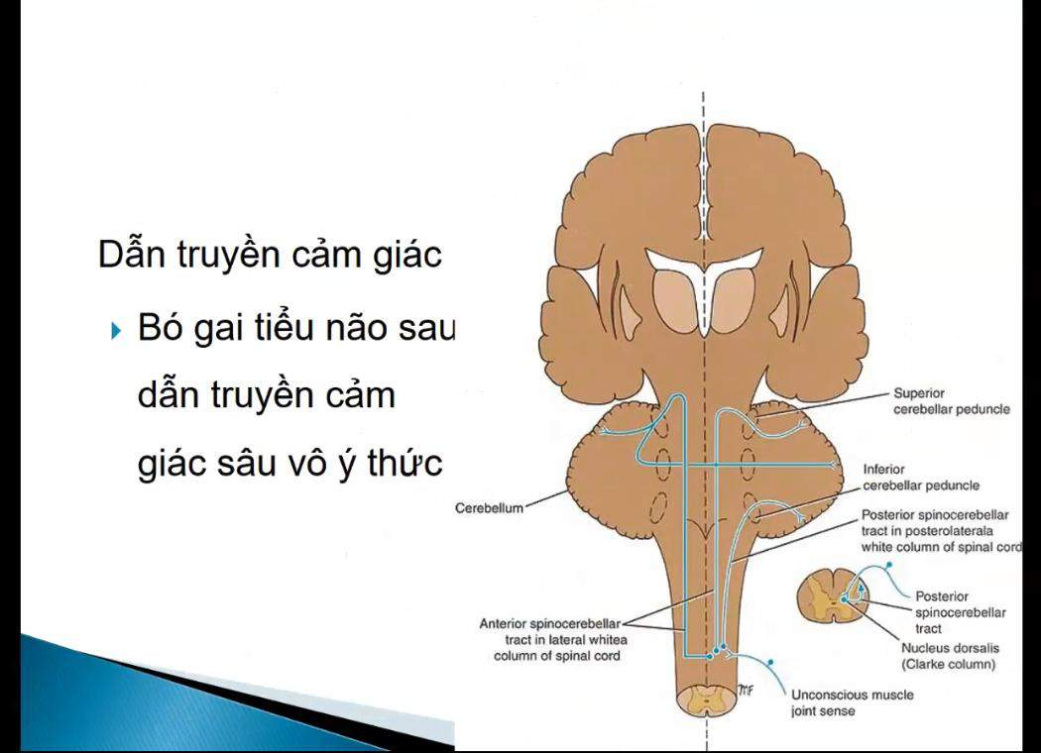 Dẫn truyền cảm giác
Bó gai tiểu não sau
dẫn truyền cảm
giác sâu vô ý thức
Superior
cerebellar peduncle
Inferior
cerebellar peduncle
Cerebellum
Posterior spinocerebellar
tract in posterolaterala
white column of spinal cord
Posterior
spinocerebellar
tract
Anterior spinocerebellar
tract in lateral whitea
column of spinal cord
Nucleus dorsalis
(Clarke column)
Unconscious muscle
joint sense